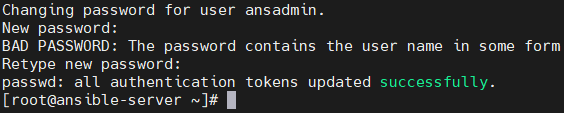 Changing password for user ansadmin.
New password:
BAD PASSWORD: The password contains the user name in some form
Retype new password:
passwd: all authentication tokens updated successfully.
[root@ansible-server ~]#